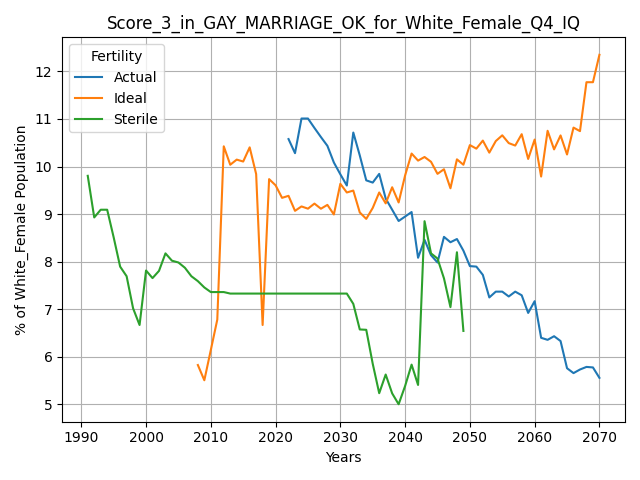 Score_3_in_GAY_MARRIAGE_OK_for_White_Female_Q4_IQ
Fertility
Actual
Ideal
Sterile
% of White_Female Population
12
11
10
9
8
7
6
5
1990 2000 2010 2020 2030 2040 2050 2060 2070
Years